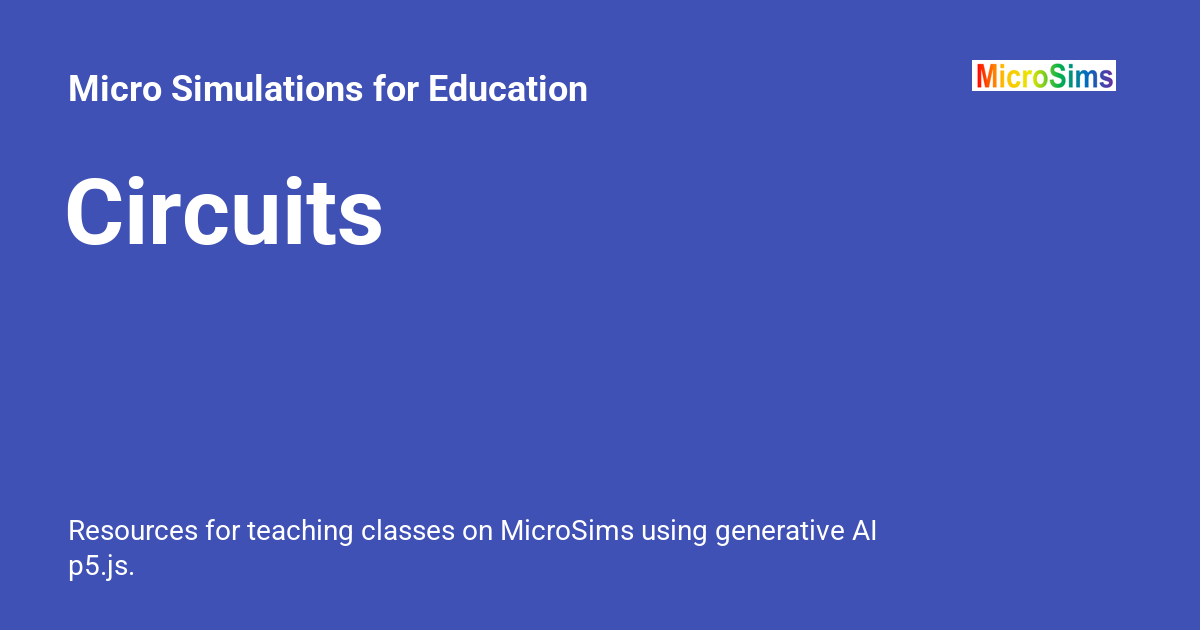 Micro Simulations for Education
MicroSims
Circuits
Resources for teaching classes on MicroSims using generative AI
p5.js.